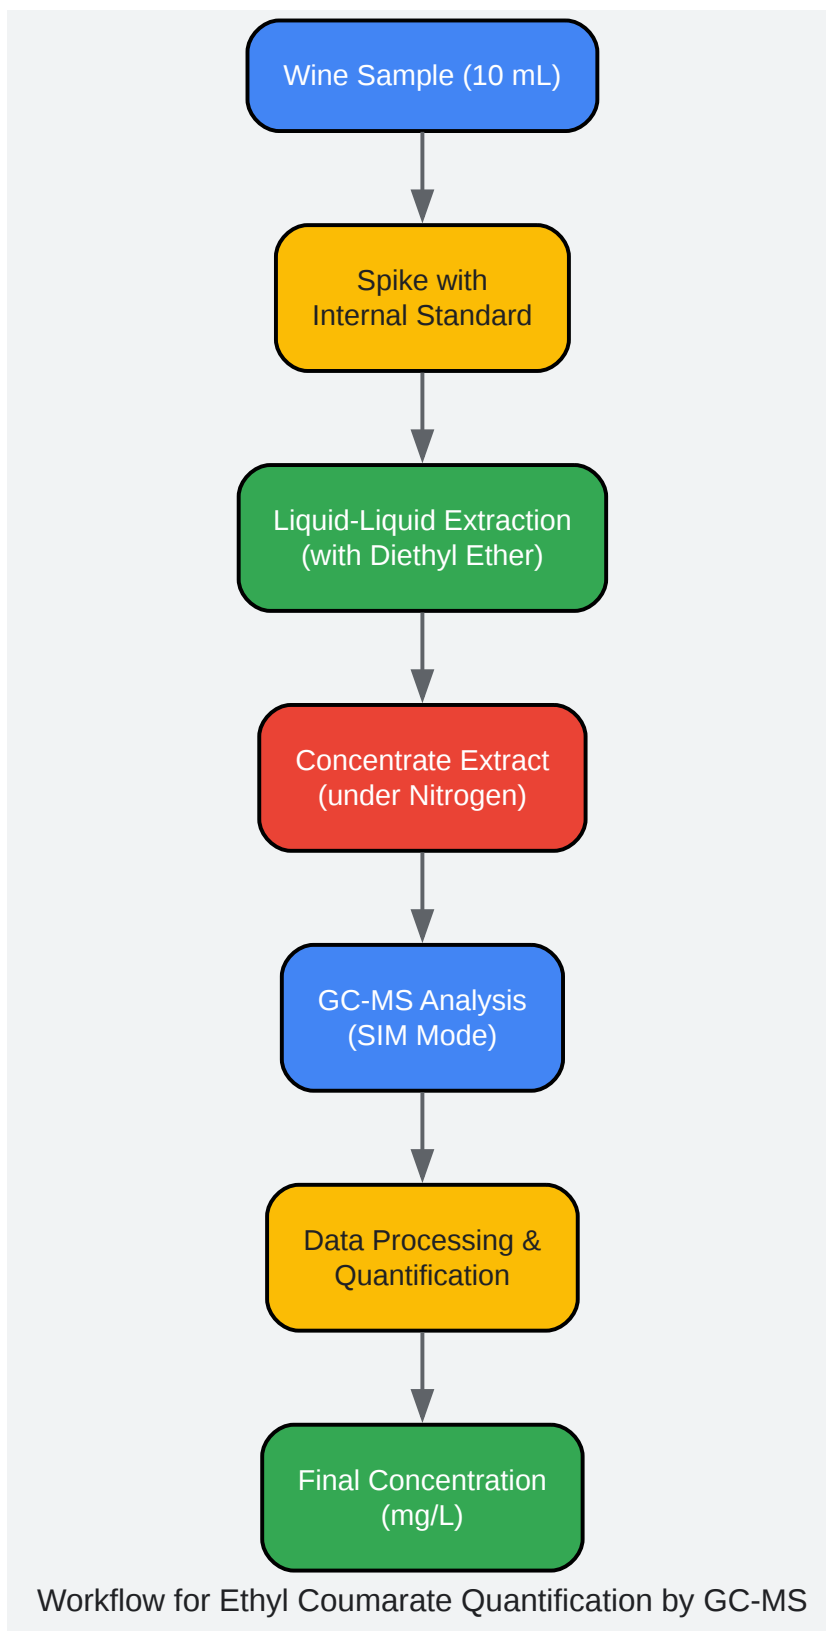 Wine Sample (10 mL)
Spike with
Internal Standard
Liquid-Liquid Extraction
(with Diethyl Ether)
Concentrate Extract
(under Nitrogen)
GC-MS Analysis
(SIM Mode)
Data Processing &
Quantification
Final Concentration
(mg/L)
Workflow for Ethyl Coumarate Quantification by GC-MS